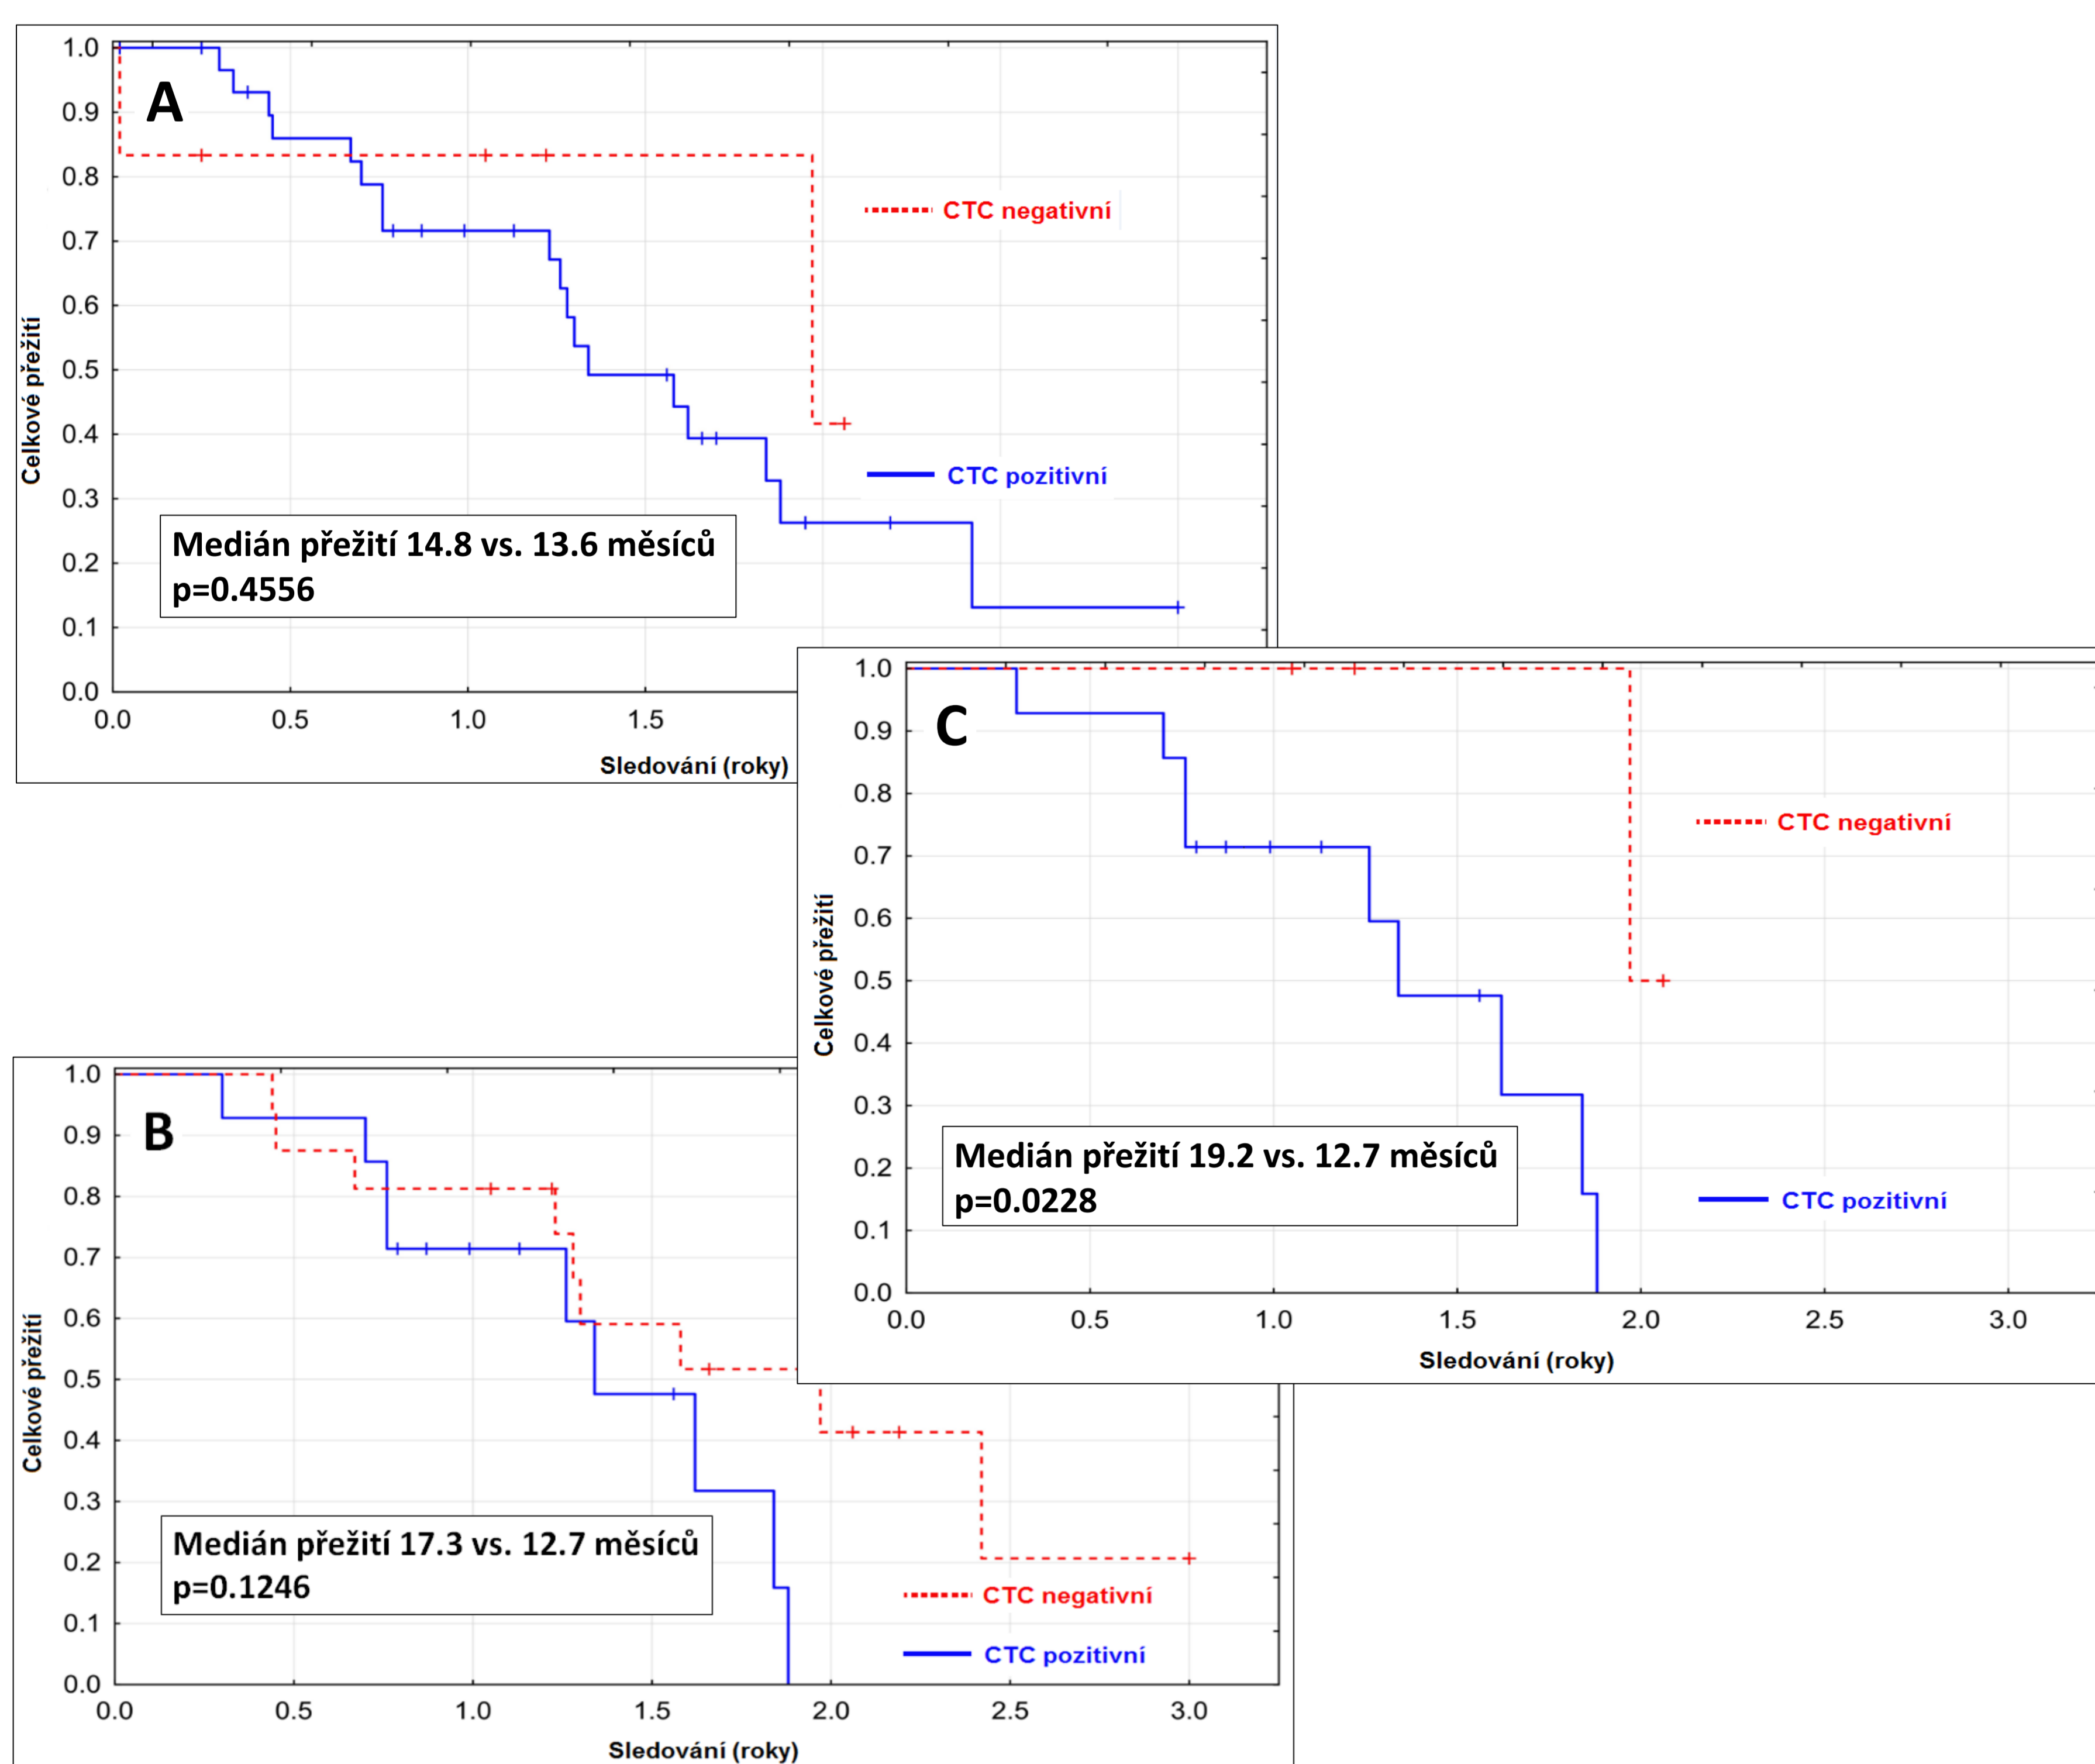 1.0
0.9
0.8
0.7
0.6
0.5
0.4
0.3
0.2
0.1
0.0
A
Celkové přežití
CTC negativní
CTC pozitivní
Medián přežití 14.8 vs. 13.6 měsíců
p=0.4556
0.0 0.5 1.0 1.5
Sledování (roky)
1.0
0.9
0.8
0.7
0.6
0.5
0.4
0.3
0.2
0.1
0.0
C
Celkové přežití
CTC negativní
CTC pozitivní
Medián přežití 19.2 vs. 12.7 měsíců
p=0.0228
0.0 0.5 1.0 1.5 2.0 2.5 3.0
Sledování (roky)
1.0
0.9
0.8
0.7
0.6
0.5
0.4
0.3
0.2
0.1
0.0
B
Celkové přežití
Medián přežití 17.3 vs. 12.7 měsíců
p=0.1246
CTC negativní
CTC pozitivní
0.0 0.5 1.0 1.5 2.0 2.5 3.0
Sledování (roky)